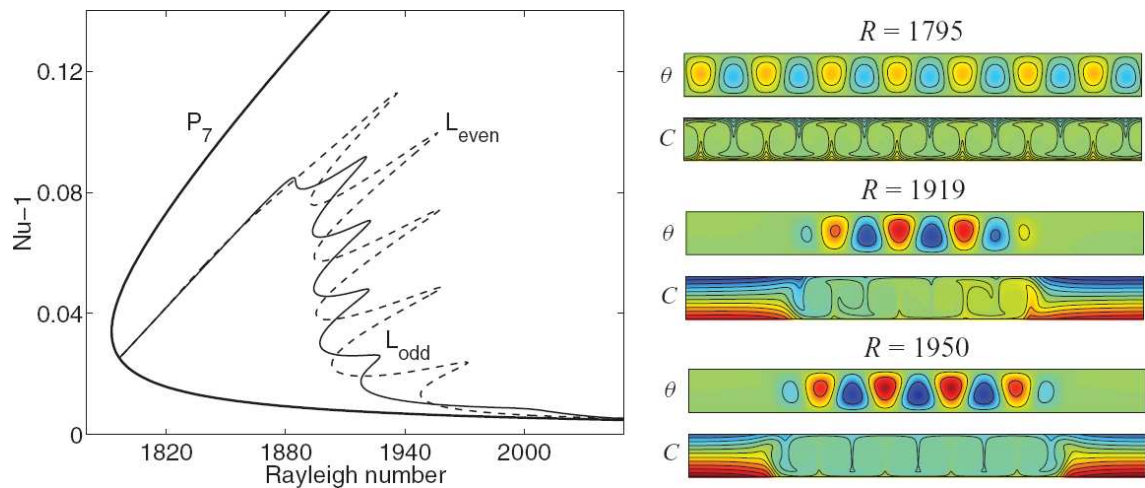 0.12
0.08
0.04
0
Nu−1
P7
Leven
Lodd
1820
1880
1940
2000
Rayleigh number
R = 1795
θ
C
R = 1919
θ
C
R = 1950
θ
C